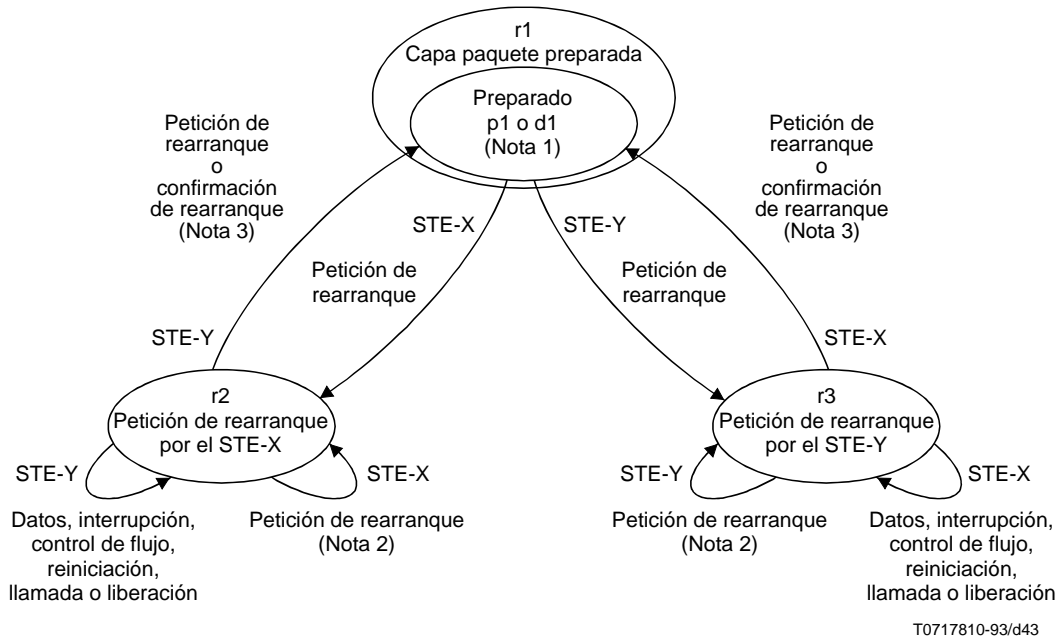 r1
Capa paquete preparada
Preparado
p1 o d1
(Nota 1)
Petición de
rearranque
o
confirmación
de rearranque
(Nota 3)
Petición de
rearranque
o
confirmación
de rearranque
(Nota 3)
STE-X
STE-Y
Petición de
rearranque
Petición de
rearranque
STE-Y
STE-X
r2
Petición de rearranque
por el STE-X
r3
Petición de rearranque
por el STE-Y
STE-Y
STE-X
STE-Y
STE-X
Datos, interrupción,
control de flujo,
reiniciación,
llamada o liberación
Petición de rearranque
(Nota 2)
Petición de rearranque
(Nota 2)
Datos, interrupción,
control de flujo,
reiniciación,
llamada o liberación
T0717810-93/d43